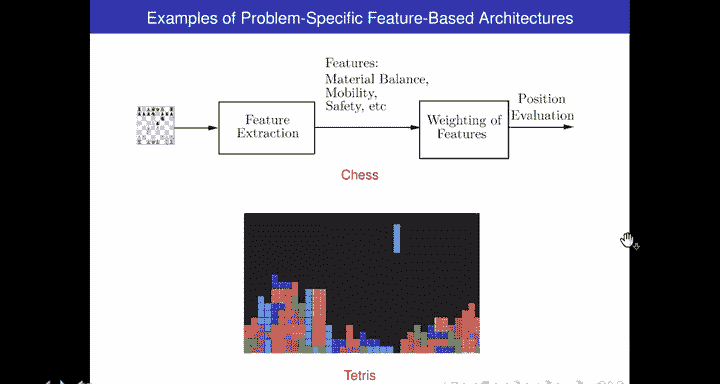 Examples of Problem-Specific Feature-Based Architectures
Features:
Material Balance,
Mobility,
Safety, etc
Feature
Extraction
Weighting of
Features
Position
Evaluation
Chess
Tetris